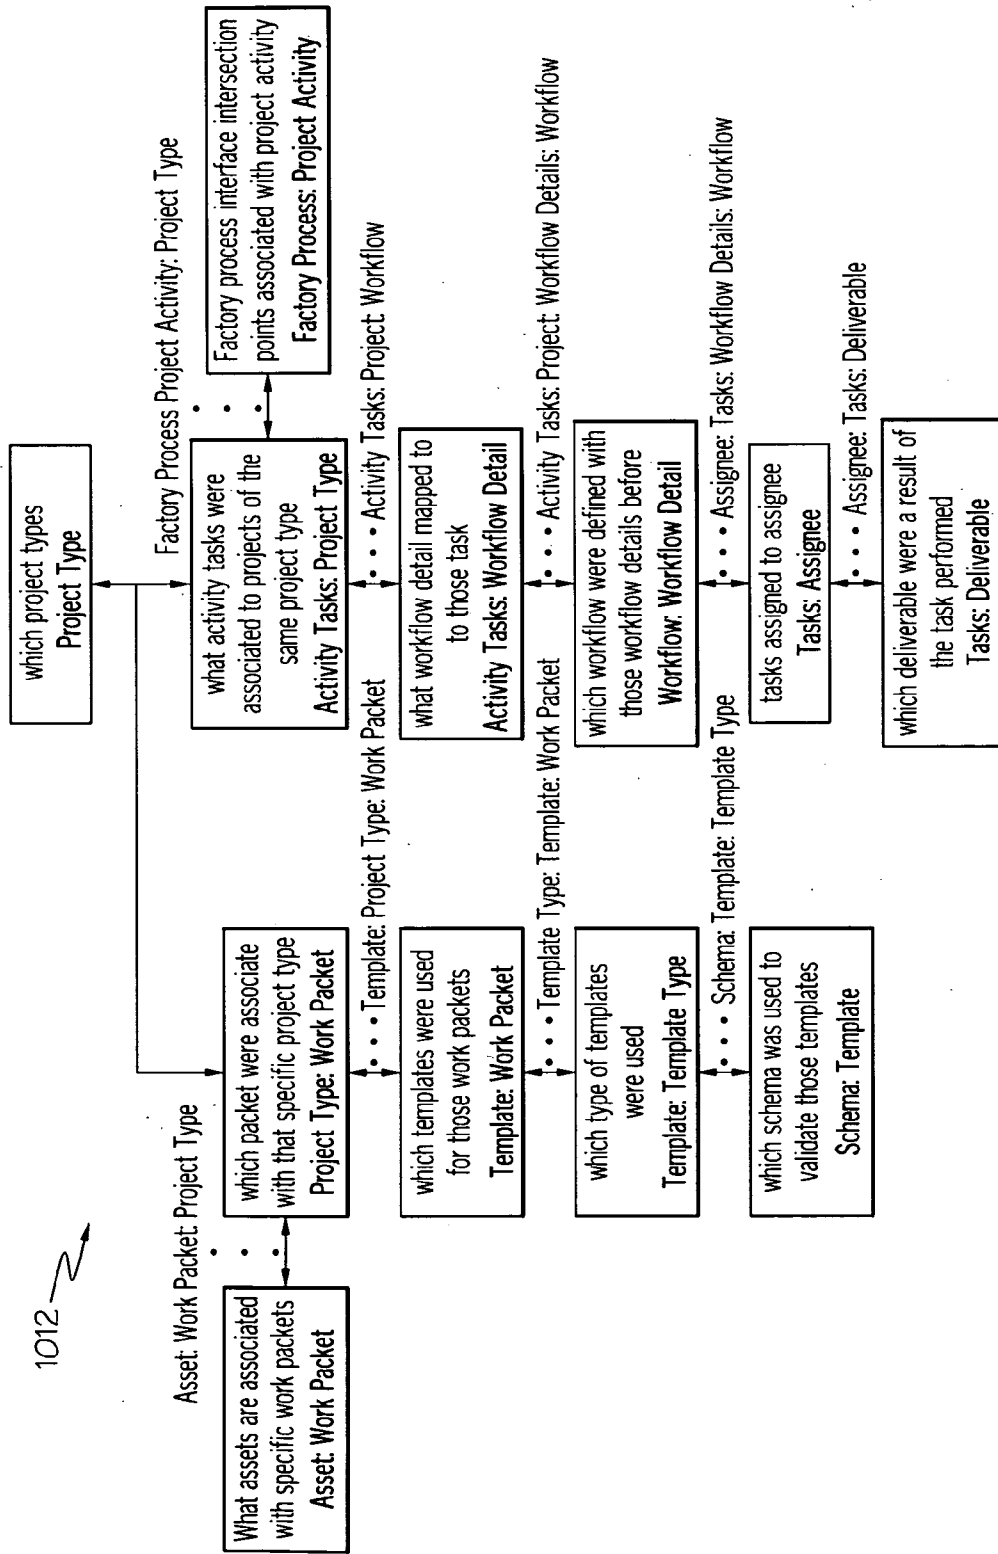 1012
which project types
Project Type
Asset: Work Packet: Project Type
Factory Process Project Activity: Project Type
What assets are associated
with specific work packets
Asset: Work Packet
which packet were associate
with that specific project type
Project Type: Work Packet
what activity tasks were
associated to projects of the
same project type
Activity Tasks: Project Type
Factory process interface intersection
points associated with project activity
Factory Process: Project Activity
Template: Project Type: Work Packet
Activity Tasks: Project Workflow
which templates were used
for those work packets
Template: Work Packet
what workflow detail mapped to
to those task
Activity Tasks: Workflow Detail
Template Type: Template: Work Packet
Activity Tasks: Project: Workflow Details: Workflow
which type of templates
were used
Template: Template Type
which workflow were defined with
those workflow details before
Workflow: Workflow Detail
Schema: Template: Template Type
Assignee: Tasks: Workflow Details: Workflow
which schema was used to
validate those templates
Schema: Template
tasks assigned to assignee
Tasks: Assignee
Assignee: Tasks: Deliverable
which deliverable were a result of
the task performed
Tasks: Deliverable